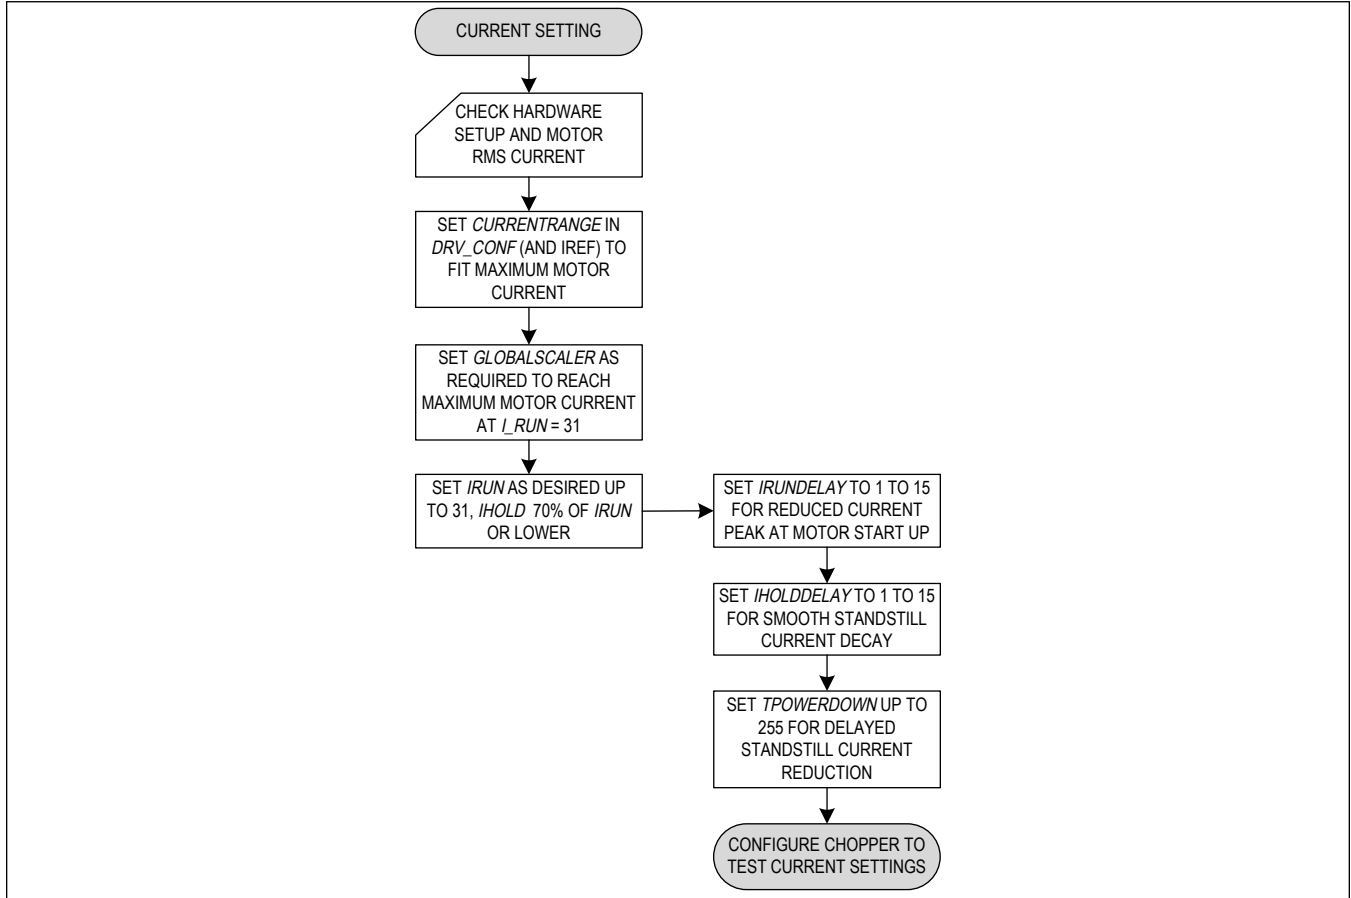 CURRENT SETTING
CHECK HARDWARE
SETUP AND MOTOR
RMS CURRENT
SET CURRENTRANGE IN
DRV_CONF (AND IREF) TO
FIT MAXIMUM MOTOR
CURRENT
SET GLOBALSCALER AS
REQUIRED TO REACH
MAXIMUM MOTOR CURRENT
AT I_RUN = 31
SET IRUN AS DESIRED UP
TO 31, IHOLD 70% OF IRUN
OR LOWER
SET IRUNDELAY TO 1 TO 15
FOR REDUCED CURRENT
PEAK AT MOTOR START UP
SET IHOLDDELAY TO 1 TO 15
FOR SMOOTH STANDSTILL
CURRENT DECAY
SET TPOWERDOWN UP TO
255 FOR DELAYED
STANDSTILL CURRENT
REDUCTION
CONFIGURE CHOPPER TO
TEST CURRENT SETTINGS